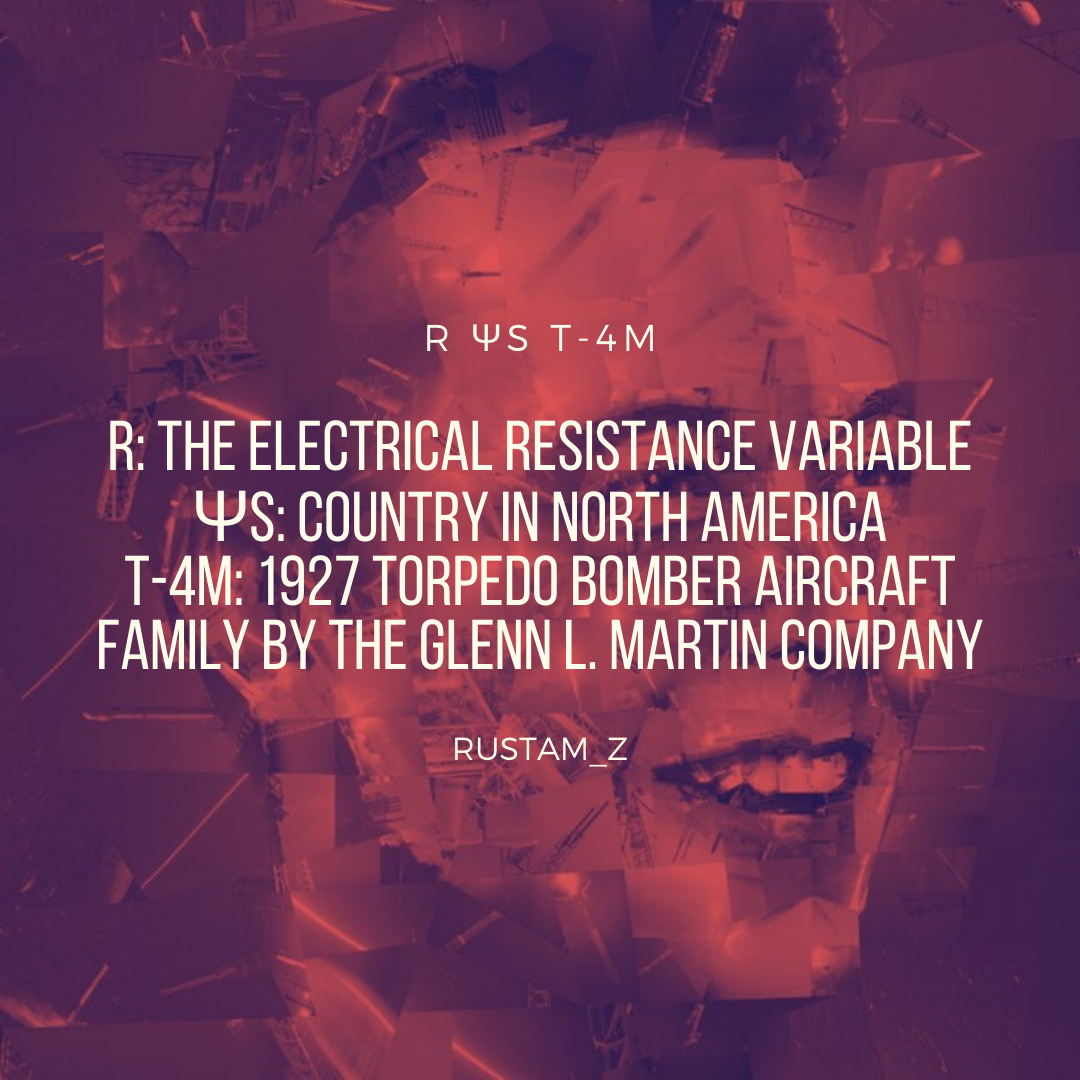 R ΨS T-4M
R: THE ELECTRICAL RESISTANCE VARIABLE
ΨS: COUNTRY IN NORTH AMERICA
T-4M: 1927 TORPEDO BOMBER AIRCRAFT
FAMILY BY THE GLENN L. MARTIN COMPANY
RUSTAM_Z